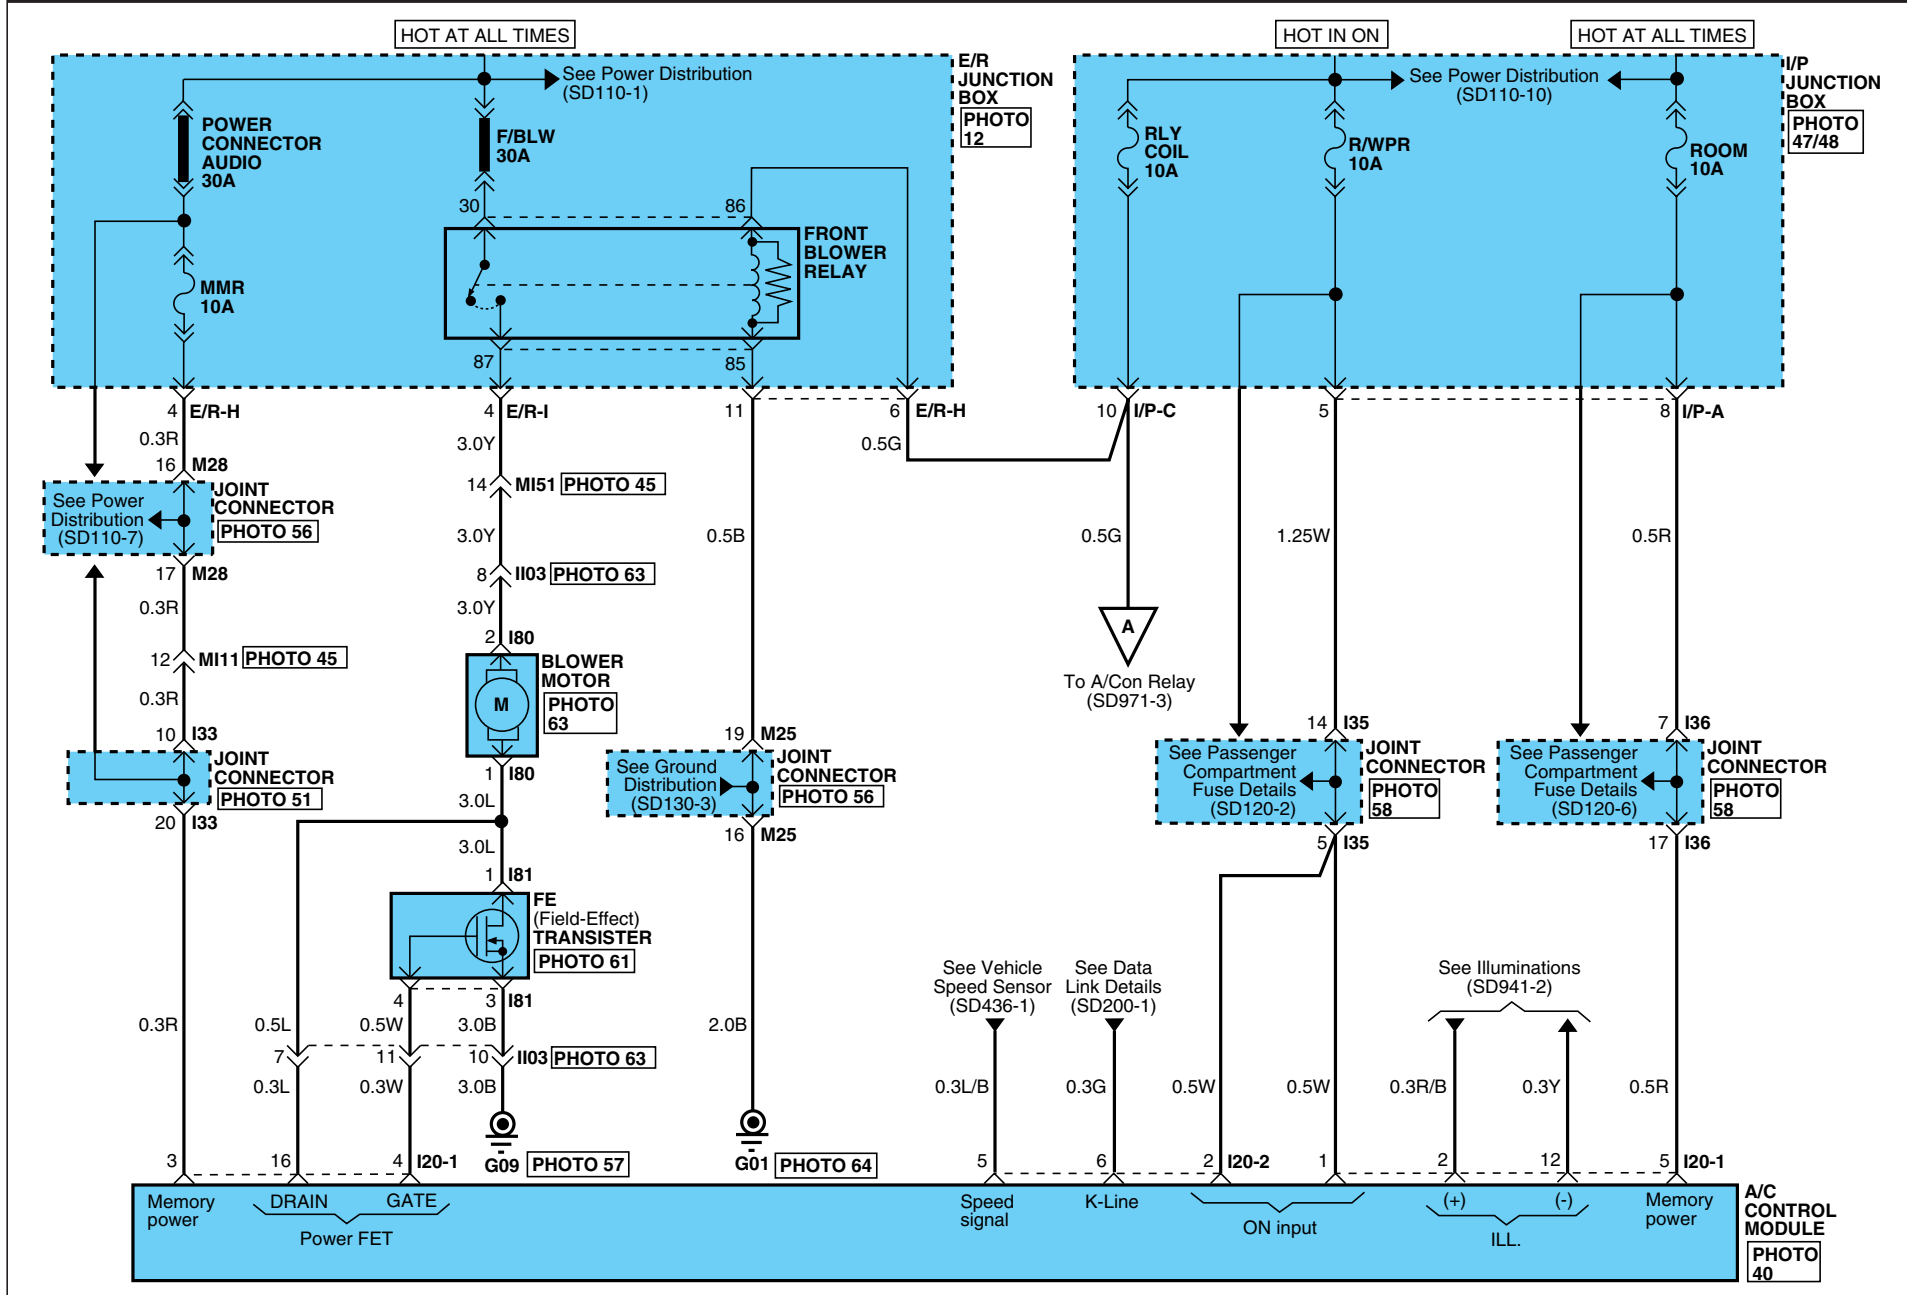 HOT AT ALL TIMES
HOT IN ON
HOT AT ALL TIMES
See Power Distribution
(SD110-1)
E/R
JUNCTION
BOX
PHOTO
12
See Power Distribution
(SD110-10)
I/P
JUNCTION
BOX
PHOTO
47/48
POWER
CONNECTOR
AUDIO
30A
F/BLW
30A
RLY
COIL
10A
R/WPR
10A
ROOM
10A
30
86
FRONT
BLOWER
RELAY
MMR
10A
87
85
4 E/R-H
4 E/R-I
11
6 E/R-H
10 I/P-C
5
8 I/P-A
0.3R
3.0Y
0.5G
16 M28
14 MI51 PHOTO 45
See Power
Distribution
(SD110-7)
JOINT
CONNECTOR
PHOTO 56
3.0Y
0.5B
0.5G
1.25W
0.5R
17 M28
8 II03 PHOTO 63
0.3R
3.0Y
A
2 I80
12 MI11 PHOTO 45
BLOWER
MOTOR
PHOTO
63
M
To A/Con Relay
(SD971-3)
0.3R
10 I33
19 M25
14 I35
7 I36
JOINT
CONNECTOR
PHOTO 51
1 I80
See Ground
Distribution
(SD130-3)
JOINT
CONNECTOR
PHOTO 56
See Passenger
Compartment
Fuse Details
(SD120-2)
JOINT
CONNECTOR
PHOTO
58
See Passenger
Compartment
Fuse Details
(SD120-6)
JOINT
CONNECTOR
PHOTO
58
3.0L
20 I33
16 M25
5 I35
17 I36
3.0L
1 I81
FE
(Field-Effect)
TRANSISTER
PHOTO 61
See Vehicle
Speed Sensor
(SD436-1)
See Data
Link Details
(SD200-1)
See Illuminations
(SD941-2)
4
3 I81
0.3R
0.5L
0.5W
3.0B
2.0B
7
11
10 II03 PHOTO 63
0.3L
0.3W
3.0B
0.3L/B
0.3G
0.5W
0.5W
0.3R/B
0.3Y
0.5R
G09 PHOTO 57
G01 PHOTO 64
3
16
4 I20-1
5
6
2 I20-2
1
2
12
5 I20-1
Memory
power
DRAIN
GATE
Power FET
Speed
signal
K-Line
ON input
(+)
(-)
ILL.
Memory
power
A/C
CONTROL
MODULE
PHOTO
40